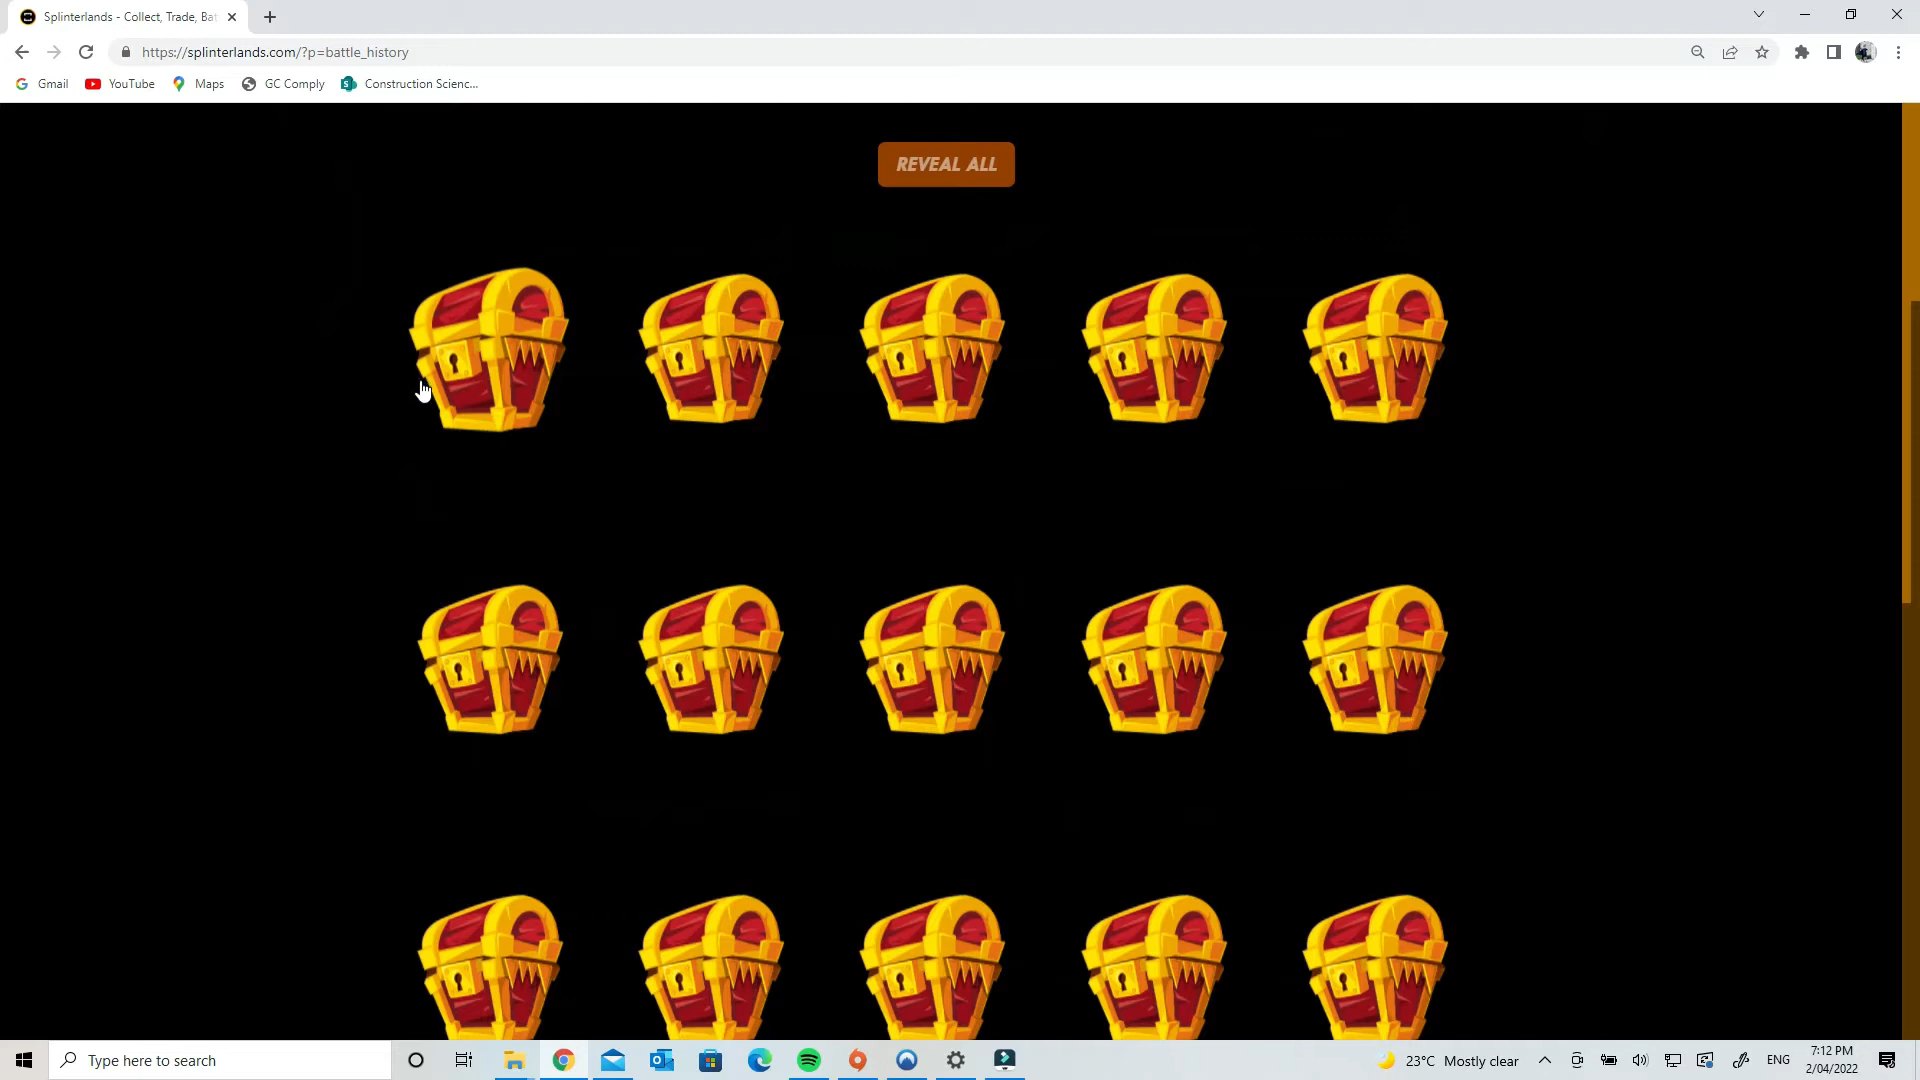 Splinterlands - Collect, Trade, Bat
https://splinterlands.com/?p=battle_history
Gmail YouTube Maps GC Comply Construction Scienc...
REVEAL ALL
Type here to search
23°C Mostly clear
ENG
7:12 PM
2/04/2022